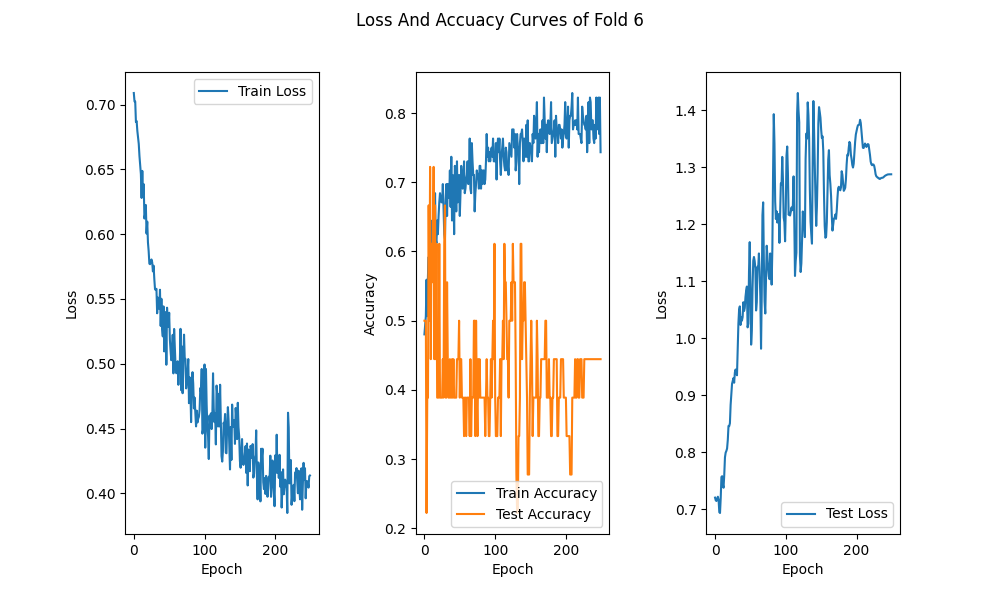 Loss And Accuacy Curves of Fold 6
Loss
0.70
0.65
0.60
0.55
0.50
0.45
0.40
Train Loss
0 100 200
Epoch
Accuracy
0.8
0.7
0.6
0.5
0.4
0.3
0.2
Train Accuracy
Test Accuracy
0 100 200
Epoch
Loss
1.4
1.3
1.2
1.1
1.0
0.9
0.8
0.7
Test Loss
0 100 200
Epoch